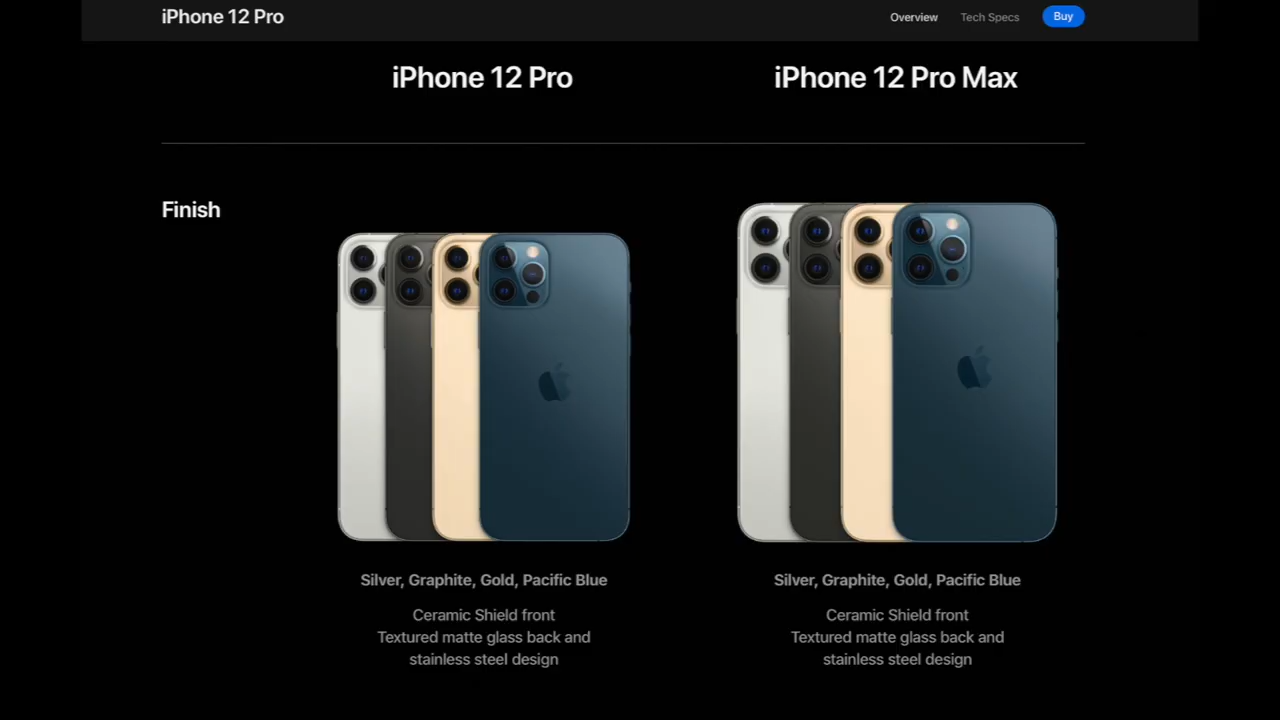 iPhone 12 Pro
Overview
Tech Specs
Buy
iPhone 12 Pro
iPhone 12 Pro Max
Finish
Silver, Graphite, Gold, Pacific Blue
Ceramic Shield front
Textured matte glass back and
stainless steel design
Silver, Graphite, Gold, Pacific Blue
Ceramic Shield front
Textured matte glass back and
stainless steel design